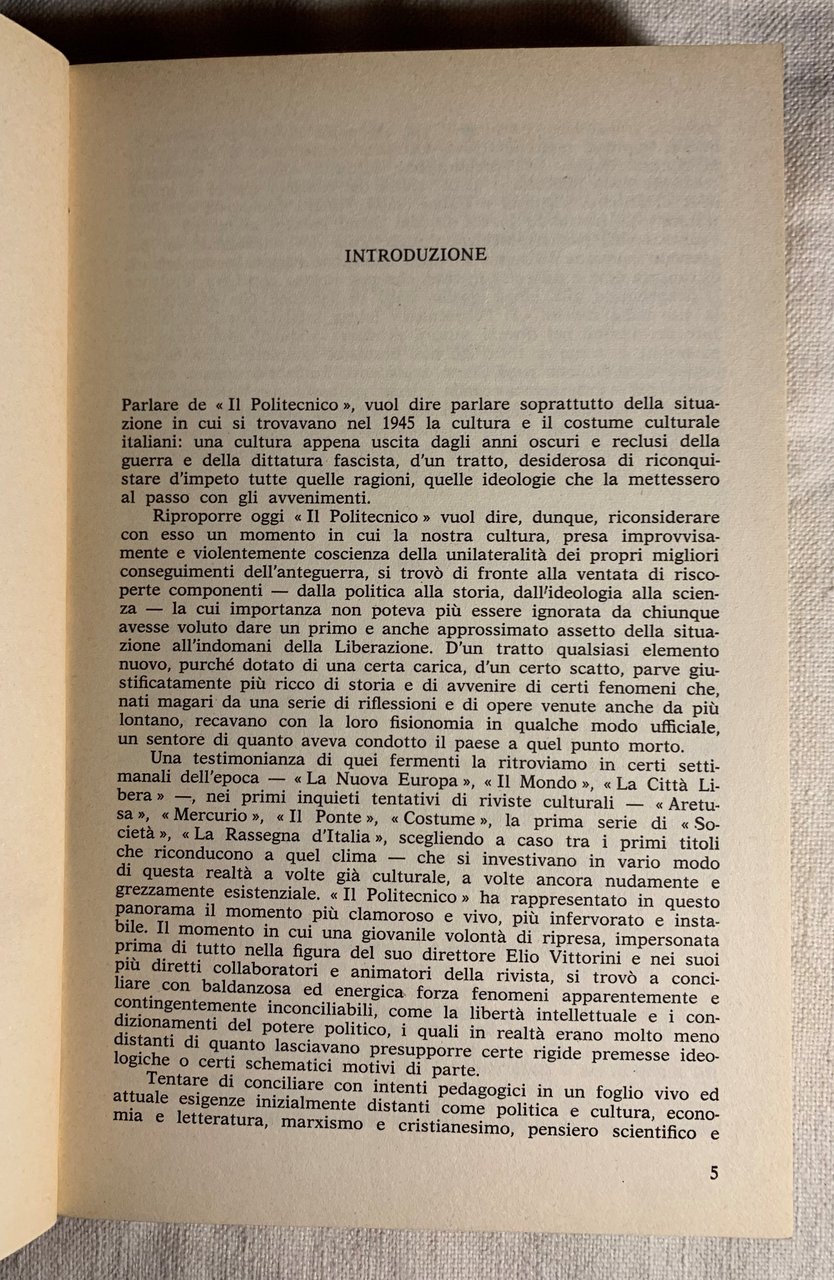 INTRODUZIONE
Parlare de « Il Politecnico », vuol dire parlare soprattutto della situa-
zione in cui si trovavano nel 1945 la cultura e il costume culturale
italiani: una cultura appena uscita dagli anni oscuri e reclusi della
guerra e della dittatura fascista, d'un tratto, desiderosa di riconqui-
stare d'impeto tutte quelle ragioni, quelle ideologie che la mettessero
al passo con gli avvenimenti.
Riproporre oggi « Il Politecnico » vuol dire, dunque, riconsiderare
con esso un momento in cui la nostra cultura, presa improvvisa-
mente e violentemente coscienza della unilateralità dei propri migliori
conseguimenti dell'anteguerra, si trovò di fronte alla ventata di risco-
perte componenti — dalla politica alla storia, dall'ideologia alla scien-
za — la cui importanza non poteva più essere ignorata da chiunque
avesse voluto dare un primo e anche approssimato assetto della situa-
zione all'indomani della Liberazione. D'un tratto qualsiasi elemento
nuovo, purché dotato di una certa carica, d'un certo scatto, parve giu-
stificatamente più ricco di storia e di avvenire di certi fenomeni che,
nati magari da una serie di riflessioni e di opere venute anche da più
lontano, recavano con la loro fisionomia in qualche modo ufficiale,
un sentore di quanto aveva condotto il paese a quel punto morto.
Una testimonianza di quei fermenti la ritroviamo in certi setti-
manali dell'epoca — « La Nuova Europa », « Il Mondo », « La Città Li-
bera » —, nei primi inquieti tentativi di riviste culturali — « Aretu-
sa », « Mercurio », « Il Ponte », « Costume », la prima serie di « So-
cietà », « La Rassegna d'Italia », scegliendo a caso tra i primi titoli
che riconducono a quel clima — che si investivano in vario modo
di questa realtà a volte già culturale, a volte ancora nudamente e
grezzamente esistenziale. « Il Politecnico » ha rappresentato in questo
panorama il momento più clamoroso e vivo, più infervorato e insta-
bile. Il momento in cui una giovanile volontà di ripresa, impersonata
prima di tutto nella figura del suo direttore Elio Vittorini e nei suoi
più diretti collaboratori e animatori della rivista, si trovò a conci-
liare con baldanzosa ed energica forza fenomeni apparentemente e
contingentemente inconciliabili, come la libertà intellettuale e i con-
dizionamenti del potere politico, i quali in realtà erano molto meno
distanti di quanto lasciavano presupporre certe rigide premesse ideo-
logiche o certi schematici motivi di parte.
Tentare di conciliare con intenti pedagogici in un foglio vivo ed
attuale esigenze inizialmente distanti come politica e cultura, econo-
mia e letteratura, marxismo e cristianesimo, pensiero scientifico e
5